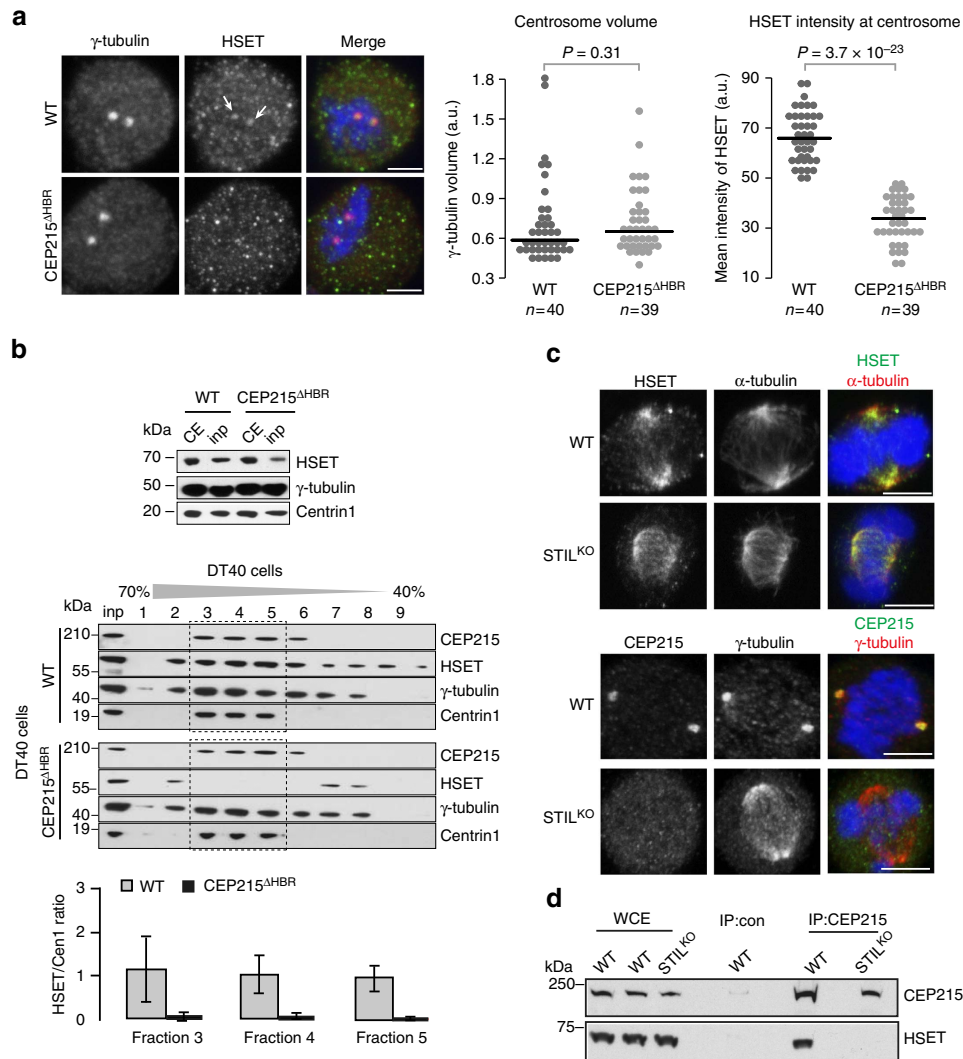 a
γ-tubulin HSET Merge
WT
CEP215ΔHBR
Centrosome volume
P = 0.31
γ-tubulin volume (a.u.)
1.8
1.5
1.2
0.9
0.6
0.3
WT CEP215ΔHBR
n=40 n=39
HSET intensity at centrosome
P = 3.7 × 10−23
Mean intensity of HSET (a.u.)
90
70
50
30
10
WT CEP215ΔHBR
n=40 n=39
b
WT CEP215ΔHBR
kDa CE inp CE inp
70 HSET
50 γ-tubulin
20 Centrin1
DT40 cells
70% 40%
kDa inp 1 2 3 4 5 6 7 8 9
DT40 cells
WT
210 CEP215
55 HSET
40 γ-tubulin
19 Centrin1
CEP215ΔHBR
210 CEP215
55 HSET
40 γ-tubulin
19 Centrin1
WT CEP215ΔHBR
HSET/Cen1 ratio
3
2
1
0
Fraction 3 Fraction 4 Fraction 5
c
HSET α-tubulin HSET
α-tubulin
WT
STILKO
CEP215 γ-tubulin CEP215
γ-tubulin
WT
STILKO
d
WCE IP:con IP:CEP215
kDa WT WT STILKO WT WT STILKO
250 CEP215
75 HSET